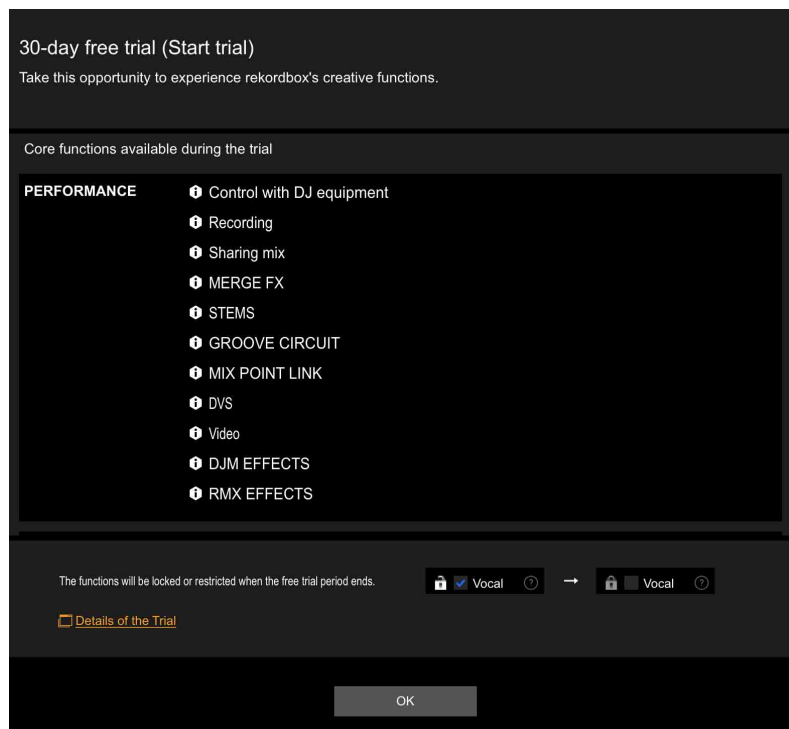 30-day free trial (Start trial)
Take this opportunity to experience rekordbox's creative functions.
Core functions available during the trial
PERFORMANCE
Control with DJ equipment
Recording
Sharing mix
MERGE FX
STEMS
GROOVE CIRCUIT
MIX POINT LINK
DVS
Video
DJM EFFECTS
RMX EFFECTS
The functions will be locked or restricted when the free trial period ends. Vocal ? → Vocal ?
Details of the Trial
OK